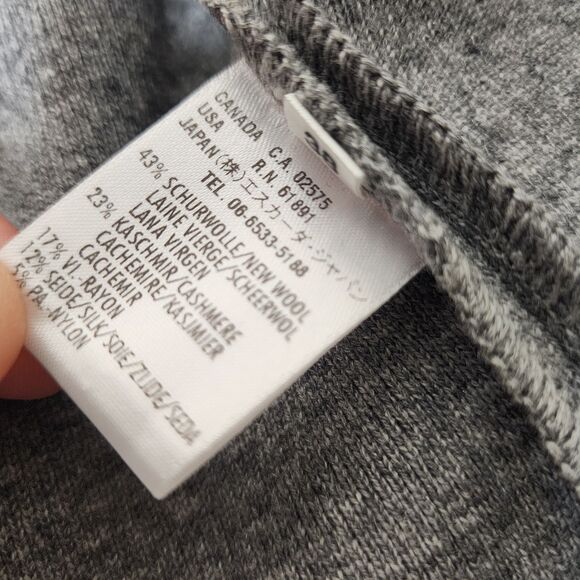 CANADA C.A. 02575
USA R.N. 61891
JAPAN (株)エスカーダ・ジャパン
TEL. 06-6533-5188
43% SCHURWOLLE/NEW WOOL
LAINE VIERGE/SCHEERWOL
LANA VIRGEN
23% KASCHMIR/CASHMERE
CACHEMIRE/KASJMIER
CACHEMIR
17% VI. RAYON
12% SEIDE/SILK/SOIE/ZIJDE/SEDA
5% PA-NYLON